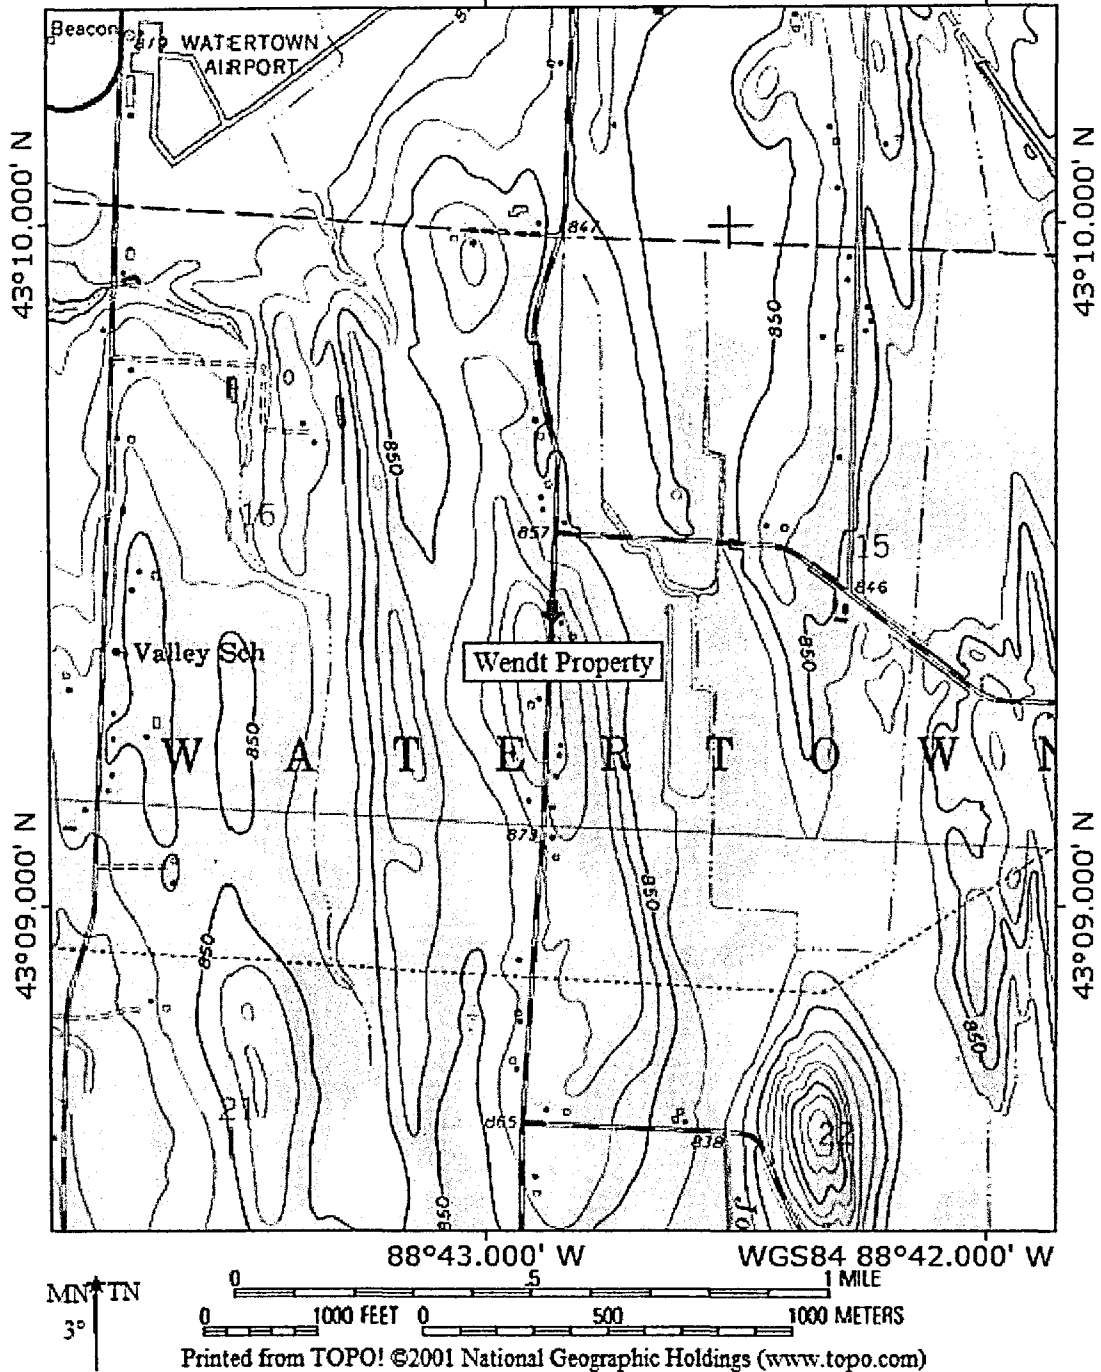 Beacon
819
WATERTOWN
AIRPORT
43°10.000' N
43°10.000' N
847
850
850
16
857
15
846
Valley Sch
Wendt Property
850
850
W A T E R T O W N
873
43°09.000' N
43°09.000' N
850
850
850
21
865
838
22
850
Jo
88°43.000' W
WGS84 88°42.000' W
MN TN
3°
0 .5 1 MILE
0 1000 FEET 0 500 1000 METERS
Printed from TOPO! ©2001 National Geographic Holdings (www.topo.com)